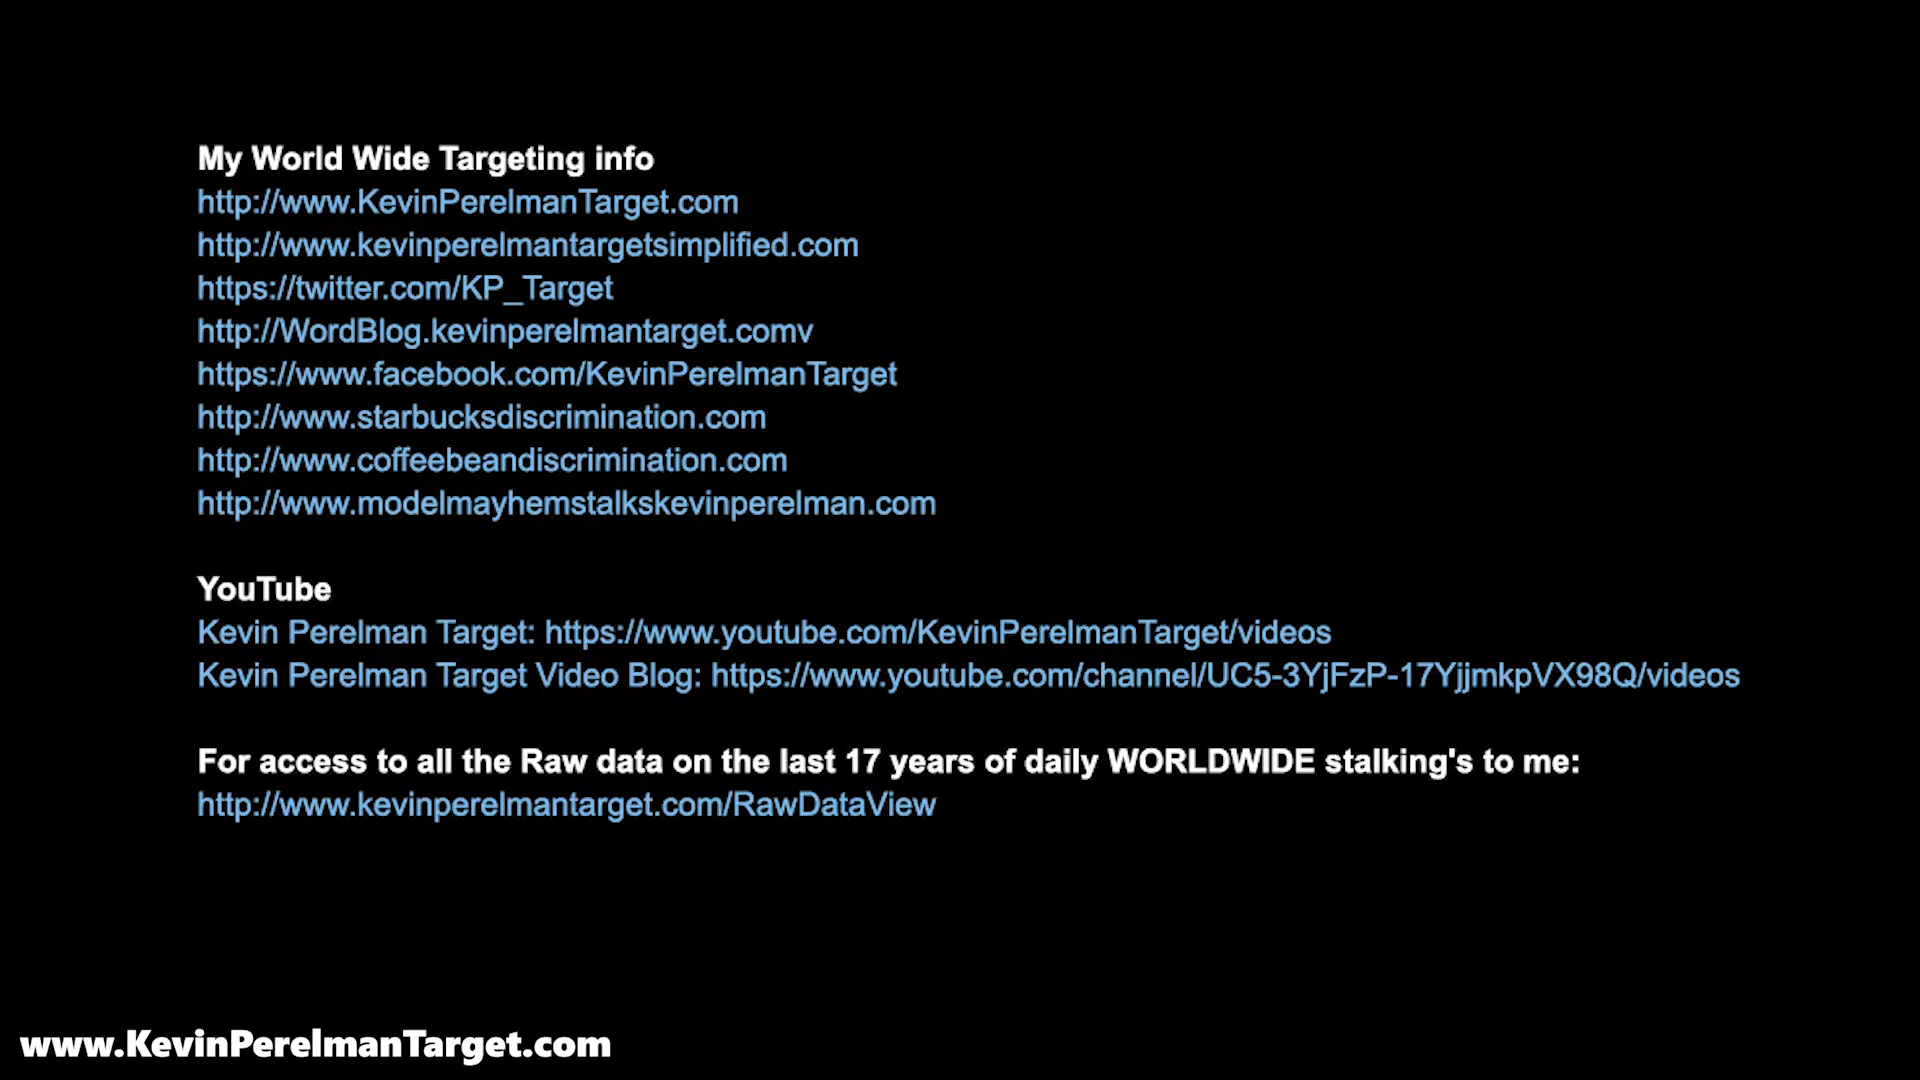 My World Wide Targeting info
http://www.KevinPerelmanTarget.com
http://www.kevinperelmantargetsimplified.com
https://twitter.com/KP_Target
http://WordBlog.kevinperelmantarget.comv
https://www.facebook.com/KevinPerelmanTarget
http://www.starbucksdiscrimination.com
http://www.coffeebeandiscrimination.com
http://www.modelmayhemstalkskevinperelman.com
YouTube
Kevin Perelman Target: https://www.youtube.com/KevinPerelmanTarget/videos
Kevin Perelman Target Video Blog: https://www.youtube.com/channel/UC5-3YjFzP-17YjjmkpVX98Q/videos
For access to all the Raw data on the last 17 years of daily WORLDWIDE stalking's to me:
http://www.kevinperelmantarget.com/RawDataView
www.KevinPerelmanTarget.com